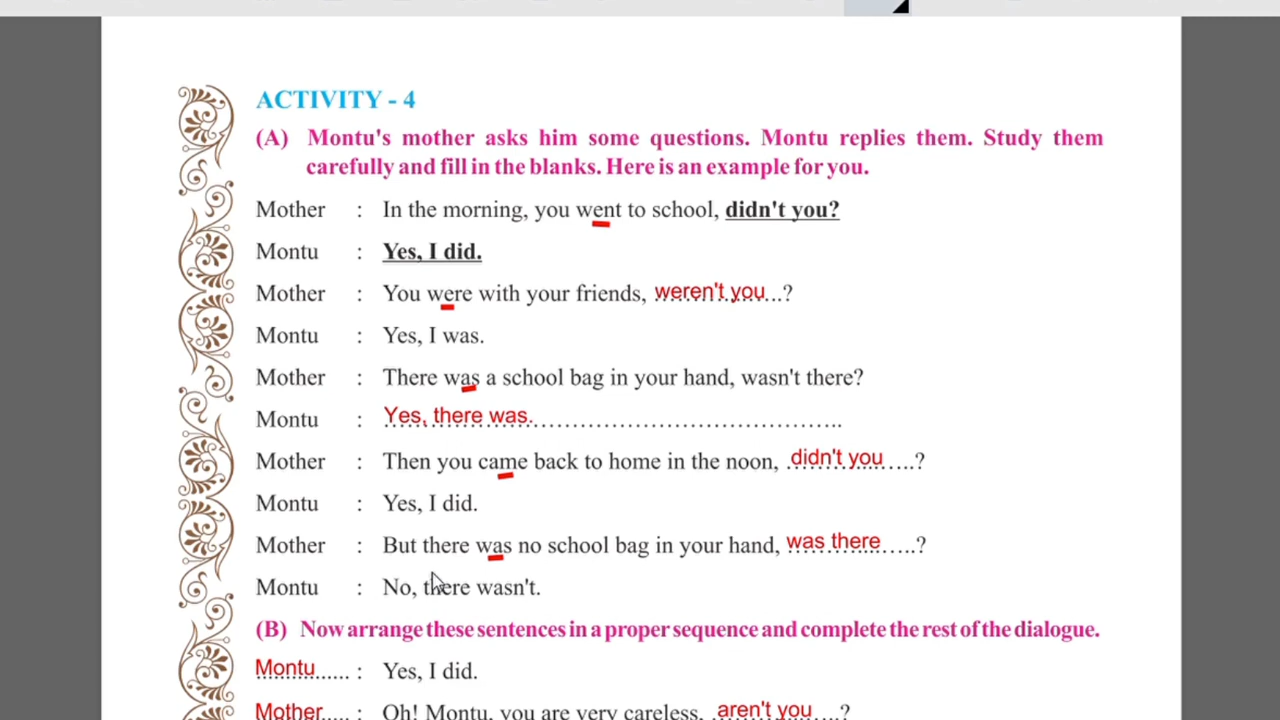 ACTIVITY - 4
(A) Montu's mother asks him some questions. Montu replies them. Study them
carefully and fill in the blanks. Here is an example for you.
Mother : In the morning, you went to school, didn't you?
Montu : Yes, I did.
Mother : You were with your friends, weren't you...?
Montu : Yes, I was.
Mother : There was a school bag in your hand, wasn't there?
Montu : Yes, there was.……………………………………..
Mother : Then you came back to home in the noon, didn't you…..?
Montu : Yes, I did.
Mother : But there was no school bag in your hand, was there…..?
Montu : No, there wasn't.
(B) Now arrange these sentences in a proper sequence and complete the rest of the dialogue.
Montu...... : Yes, I did.
Mother.... : Oh! Montu, you are very careless, aren't you…..?